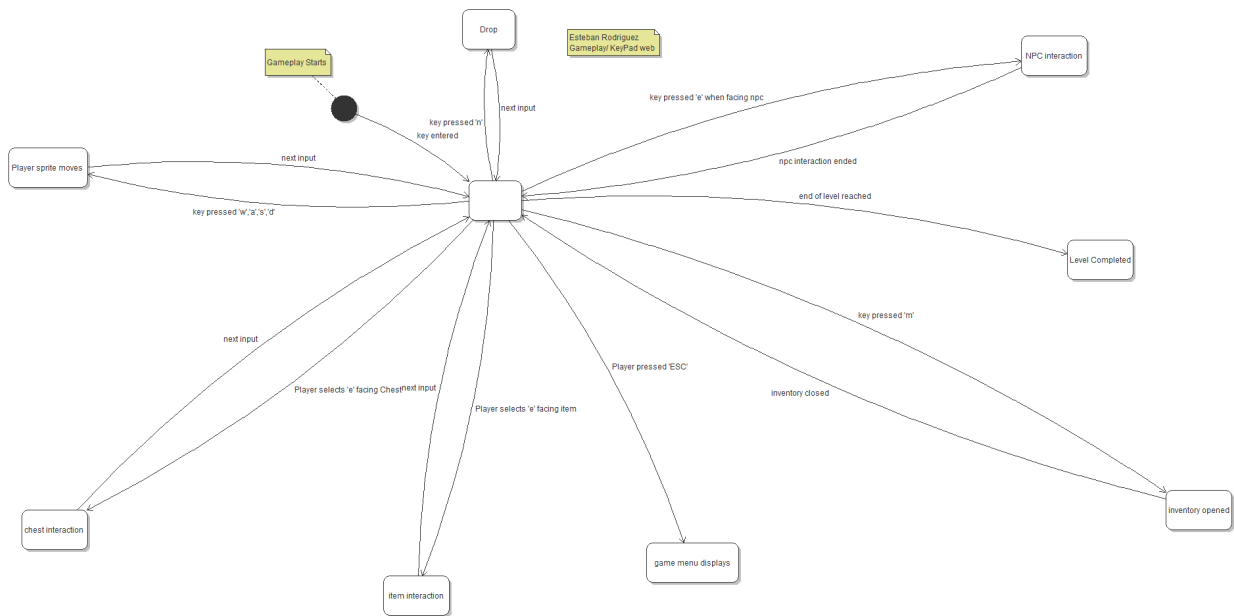 Drop
Esteban Rodriguez
Gameplay/ KeyPad web
Gameplay Starts
NPC interaction
key pressed 'e' when facing npc
key pressed 'n'
next input
key entered
Player sprite moves
next input
npc interaction ended
key pressed 'w','a','s','d'
end of level reached
Level Completed
key pressed 'm'
next input
Player pressed 'ESC'
Player selects 'e' facing Chest
next input
inventory closed
Player selects 'e' facing item
chest interaction
inventory opened
game menu displays
item interaction